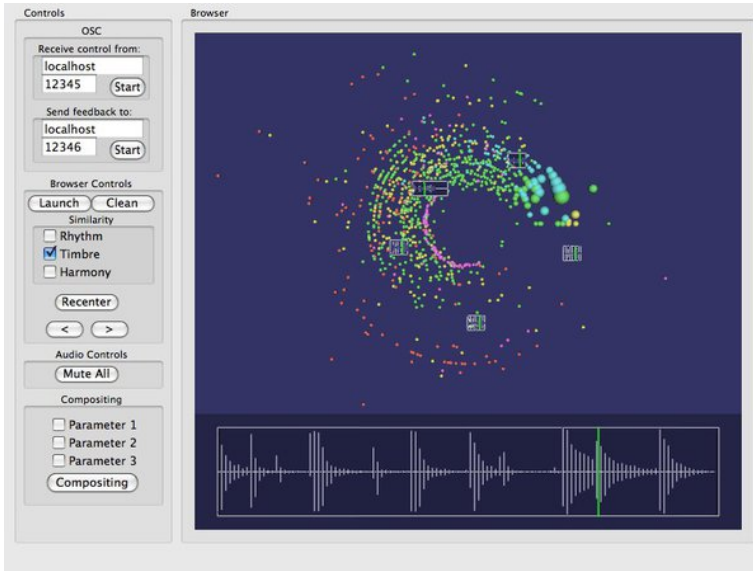 Controls
Browser
OSC
Receive control from:
localhost
12345
Start
Send feedback to:
localhost
12346
Start
Browser Controls
Launch
Clean
Similarity
Rhythm
Timbre
Harmony
Recenter
<
>
Audio Controls
Mute All
Compositing
Parameter 1
Parameter 2
Parameter 3
Compositing